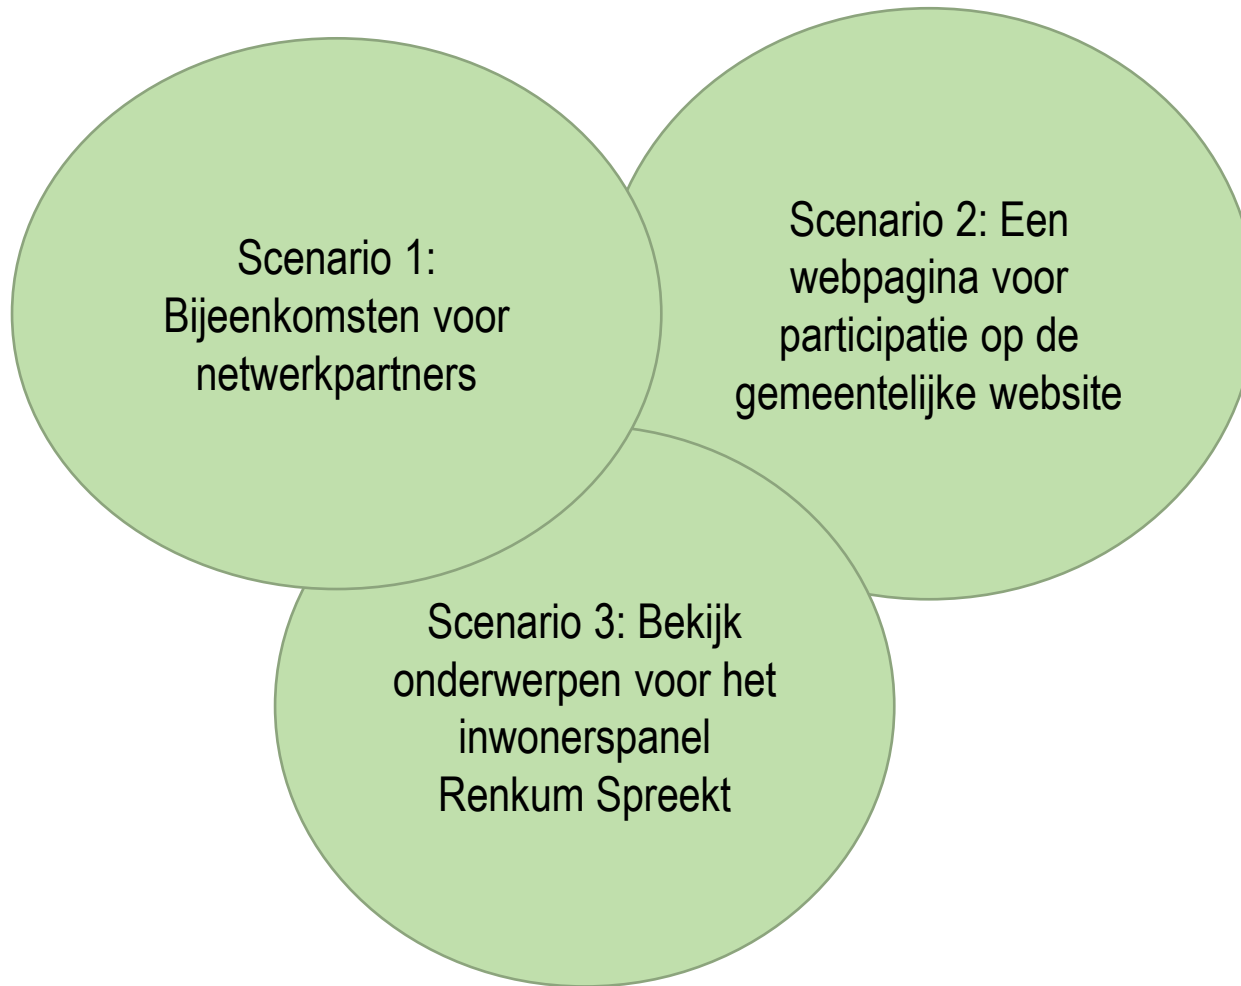 Scenario 1:
Bijeenkomsten voor
netwerkpartners
Scenario 2: Een
webpagina voor
participatie op de
gemeentelijke website
Scenario 3: Bekijk
onderwerpen voor het
inwonerspanel
Renkum Spreekt